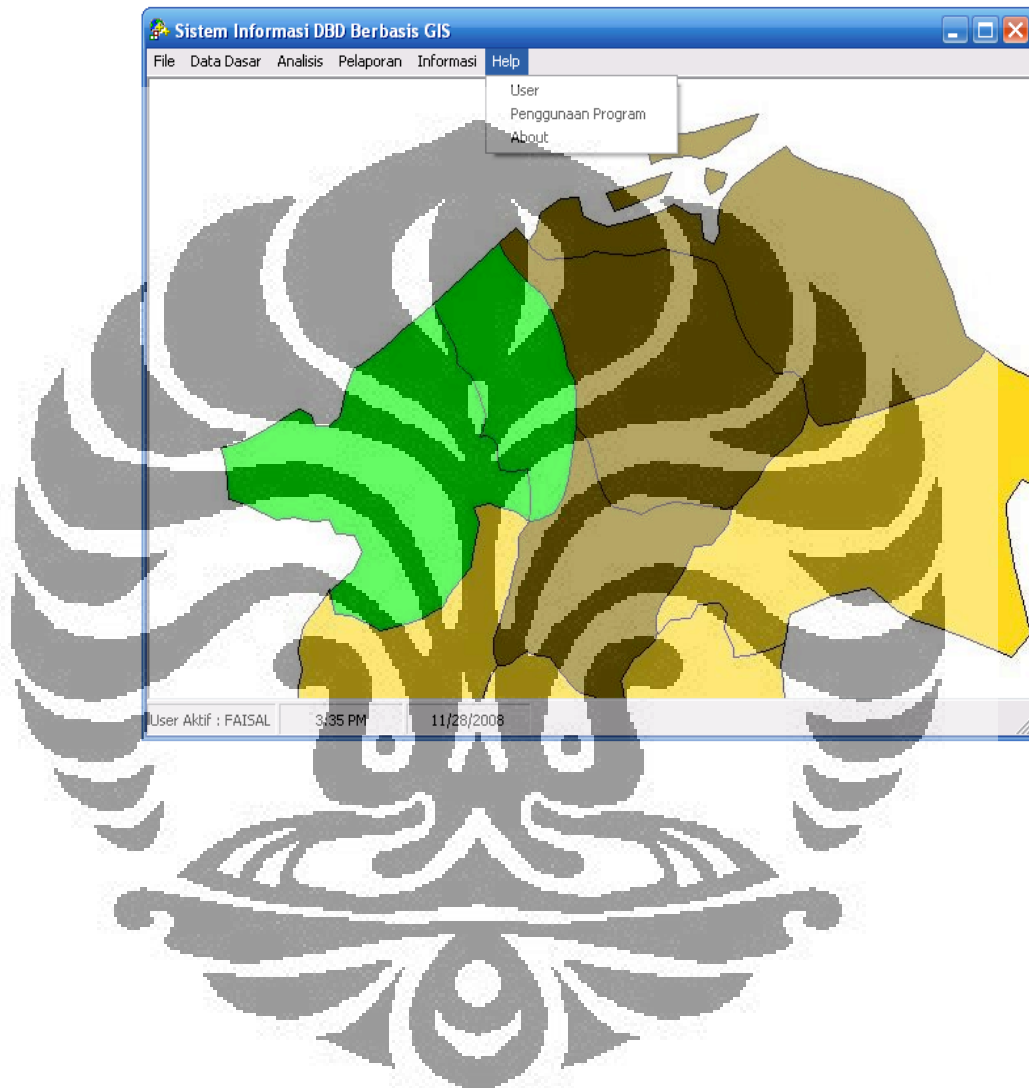 Sistem Informasi DBD Berbasis GIS
File Data Dasar Analisis Pelaporan Informasi Help
User
Penggunaan Program
About
User Aktif : FAISAL 3:35 PM 11/28/2008